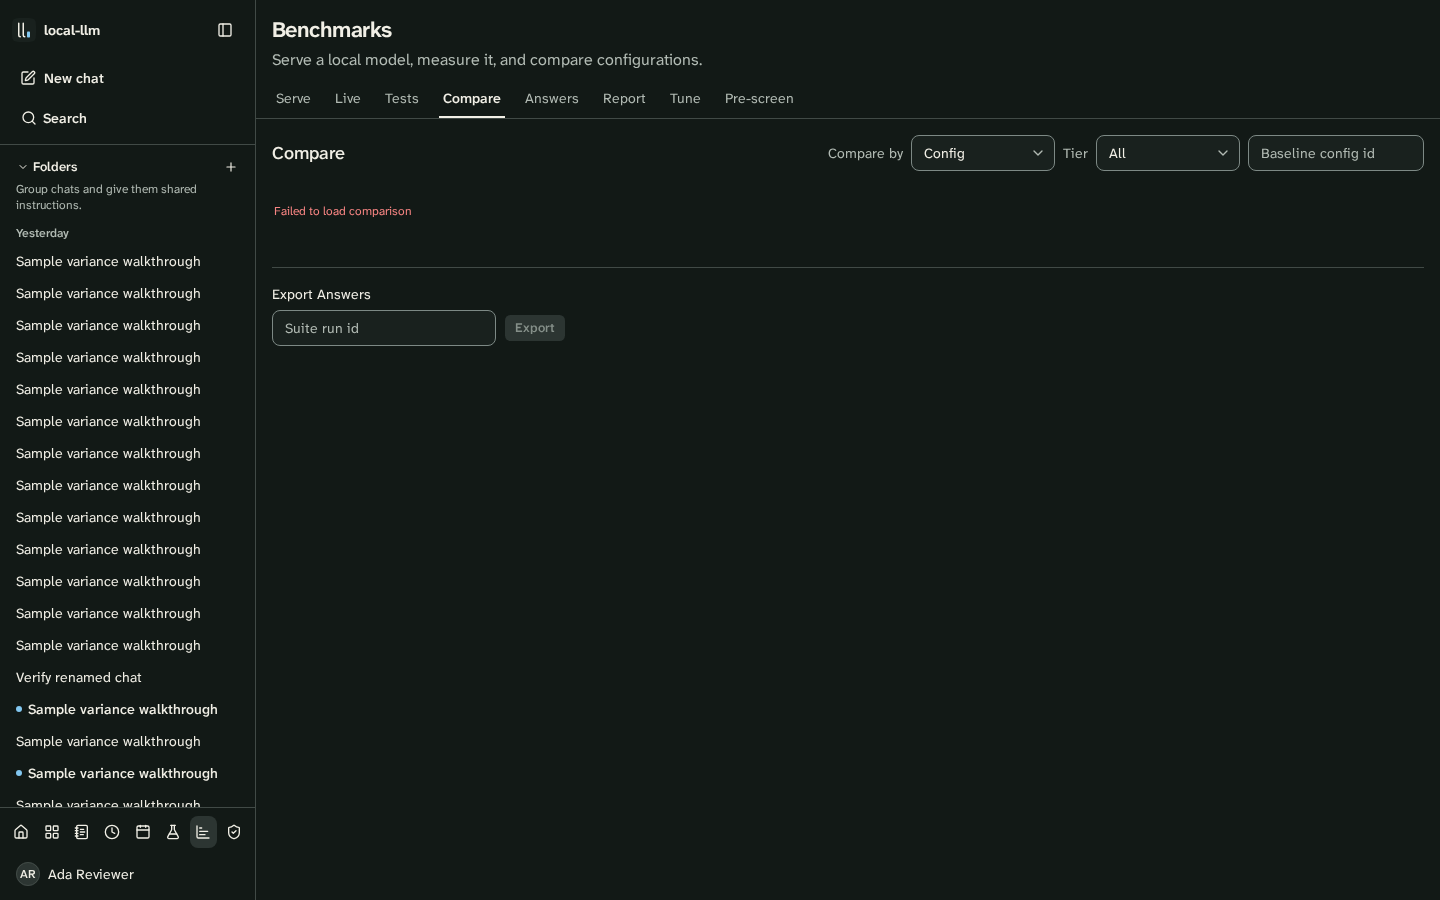 local-llm
New chat
Search
Folders
Group chats and give them shared
instructions.
Yesterday
Sample variance walkthrough
Sample variance walkthrough
Sample variance walkthrough
Sample variance walkthrough
Sample variance walkthrough
Sample variance walkthrough
Sample variance walkthrough
Sample variance walkthrough
Sample variance walkthrough
Sample variance walkthrough
Sample variance walkthrough
Sample variance walkthrough
Sample variance walkthrough
Verify renamed chat
Sample variance walkthrough
Sample variance walkthrough
Sample variance walkthrough
Sample variance walkthrough
AR Ada Reviewer
Benchmarks
Serve a local model, measure it, and compare configurations.
Serve Live Tests Compare Answers Report Tune Pre-screen
Compare Compare by Config Tier All Baseline config id
Failed to load comparison
Export Answers
Suite run id Export